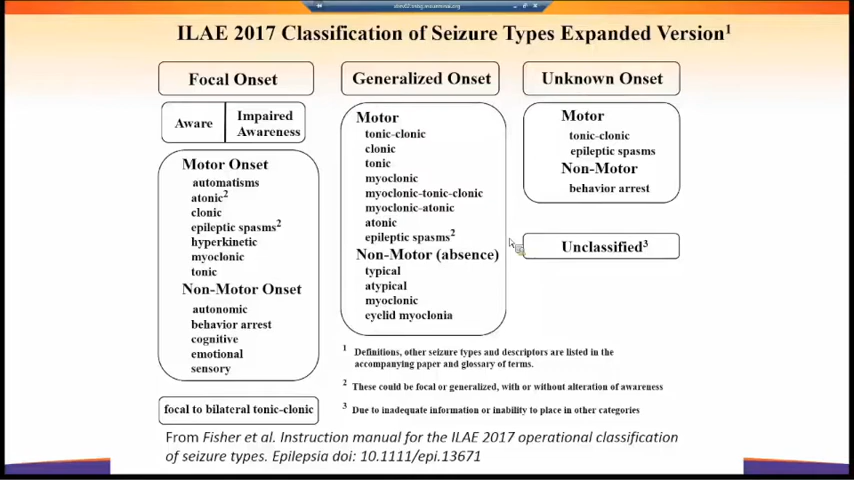 ILAE 2017 Classification of Seizure Types Expanded Version¹
Focal Onset
Aware
Impaired
Awareness
Motor Onset
automatisms
atonic²
clonic
epileptic spasms²
hyperkinetic
myoclonic
tonic
Non-Motor Onset
autonomic
behavior arrest
cognitive
emotional
sensory
focal to bilateral tonic-clonic
Generalized Onset
Motor
tonic-clonic
clonic
tonic
myoclonic
myoclonic-tonic-clonic
myoclonic-atonic
atonic
epileptic spasms²
Non-Motor (absence)
typical
atypical
myoclonic
eyelid myoclonia
Unknown Onset
Motor
tonic-clonic
epileptic spasms
Non-Motor
behavior arrest
Unclassified³
¹ Definitions, other seizure types and descriptors are listed in the
accompanying paper and glossary of terms.
² These could be focal or generalized, with or without alteration of awareness
³ Due to inadequate information or inability to place in other categories
From Fisher et al. Instruction manual for the ILAE 2017 operational classification
of seizure types. Epilepsia doi: 10.1111/epi.13671